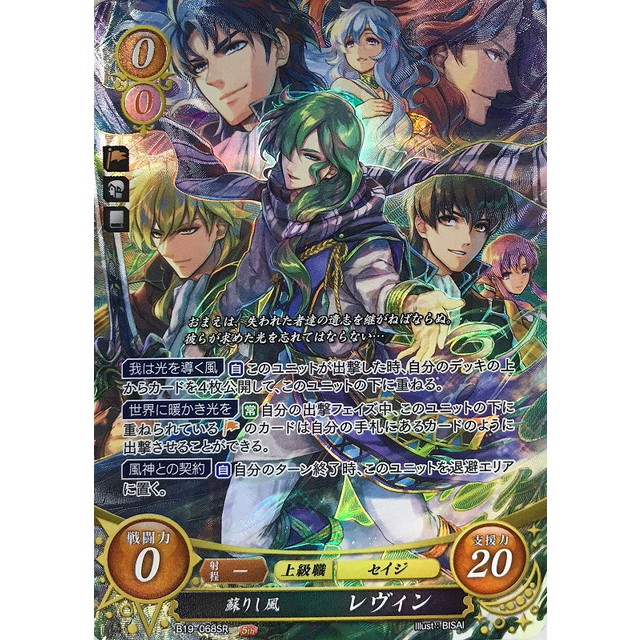 0
0
おまえは、失われた者達の遺志を継がねばならぬ。
彼らが求めた光を忘れてはならない…
我は光を導く風 自 このユニットが出撃した時、自分のデッキの上
からカードを4枚公開して、このユニットの下に重ねる。
世界に暖かき光を 常 自分の出撃フェイズ中、このユニットの下に
重ねられている のカードは自分の手札にあるカードのように
出撃させることができる。
風神との契約 自 自分のターン終了時、このユニットを退避エリア
に置く。
戦闘力
0
射程 一 上級職 セイジ
支援力
20
蘇りし風 レヴィン
B19-068SR 5th Illust:BISAI